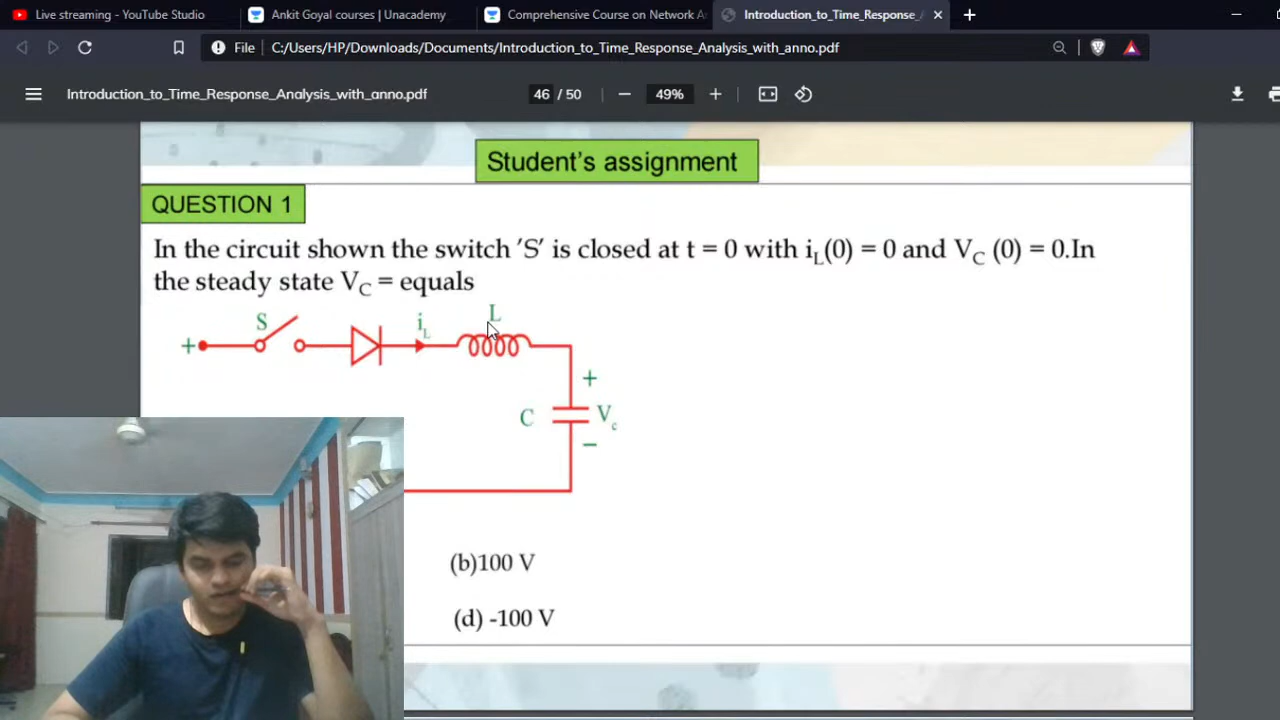 Live streaming - YouTube Studio
Ankit Goyal courses | Unacademy
Comprehensive Course on Network A
Introduction_to_Time_Response_
File
C:/Users/HP/Downloads/Documents/Introduction_to_Time_Response_Analysis_with_anno.pdf
Introduction_to_Time_Response_Analysis_with_anno.pdf
46 / 50
49%
Student's assignment
QUESTION 1
In the circuit shown the switch 'S' is closed at t = 0 with iL(0) = 0 and VC (0) = 0.In
the steady state VC = equals
S
iL
L
+
+
C
Vc
−
(b)100 V
(d) -100 V